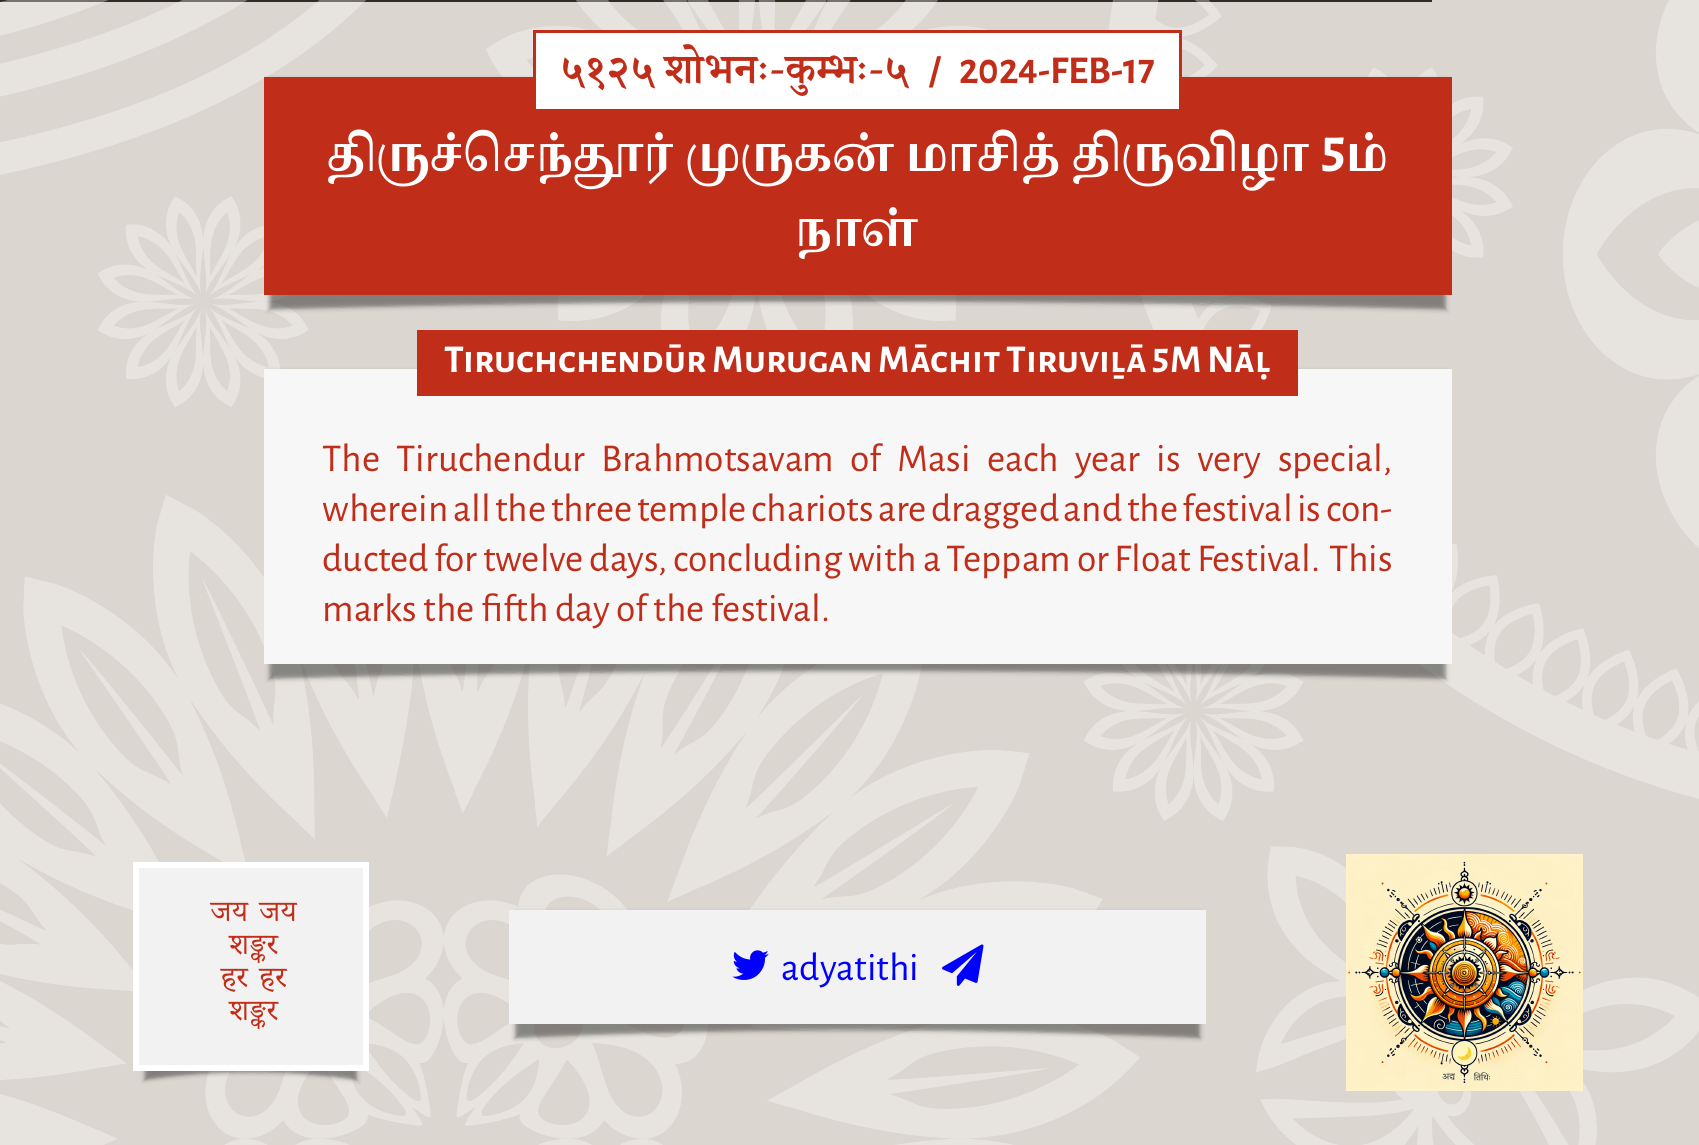 ५१२५ शोभनः-कुम्भः-५ / 2024-FEB-17
திருச்செந்தூர் முருகன் மாசித் திருவிழா 5ம்
நாள்
Tiruchchendūr Murugan Māchit Tiruviḻā 5m Nāḷ
The Tiruchendur Brahmotsavam of Masi each year is very special,
wherein all the three temple chariots are dragged and the festival is con-
ducted for twelve days, concluding with a Teppam or Float Festival. This
marks the fifth day of the festival.
जय जय
शङ्कर
हर हर
शङ्कर
adyatithi
अद्य तिथिः